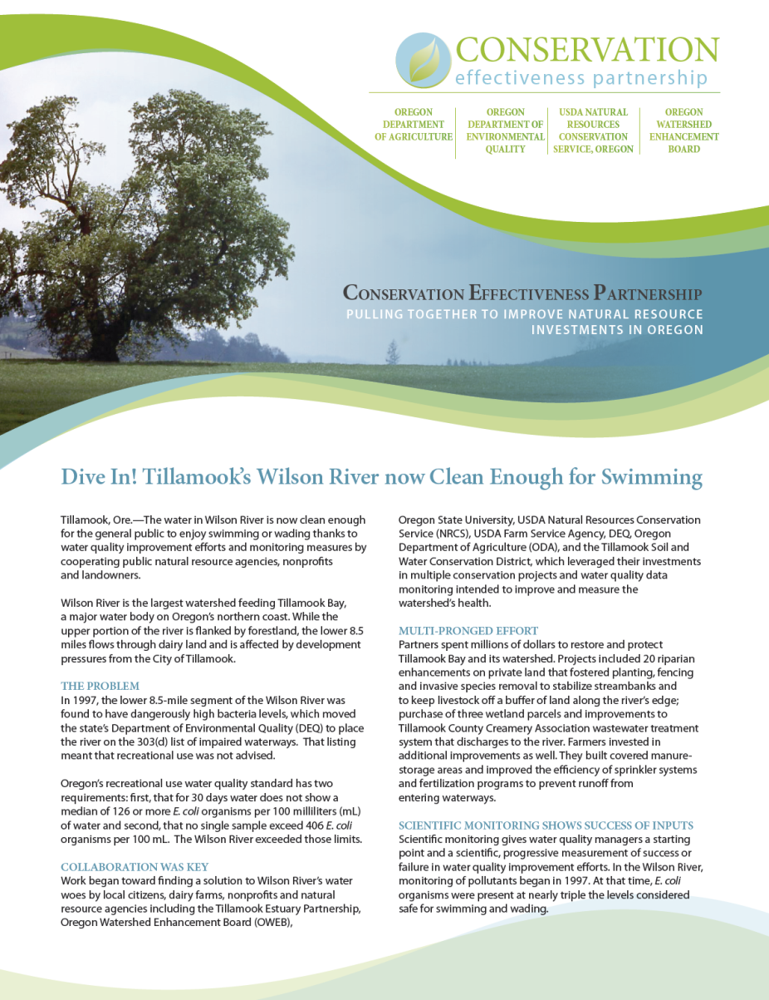 CONSERVATION
effectiveness partnership
OREGON
DEPARTMENT
OF AGRICULTURE
OREGON
DEPARTMENT OF
ENVIRONMENTAL
QUALITY
USDA NATURAL
RESOURCES
CONSERVATION
SERVICE, OREGON
OREGON
WATERSHED
ENHANCEMENT
BOARD
CONSERVATION EFFECTIVENESS PARTNERSHIP
PULLING TOGETHER TO IMPROVE NATURAL RESOURCE
INVESTMENTS IN OREGON
Dive In! Tillamook's Wilson River now Clean Enough for Swimming
Tillamook, Ore.—The water in Wilson River is now clean enough
for the general public to enjoy swimming or wading thanks to
water quality improvement efforts and monitoring measures by
cooperating public natural resource agencies, nonprofits
and landowners.
Wilson River is the largest watershed feeding Tillamook Bay,
a major water body on Oregon's northern coast. While the
upper portion of the river is flanked by forestland, the lower 8.5
miles flows through dairy land and is affected by development
pressures from the City of Tillamook.
THE PROBLEM
In 1997, the lower 8.5-mile segment of the Wilson River was
found to have dangerously high bacteria levels, which moved
the state's Department of Environmental Quality (DEQ) to place
the river on the 303(d) list of impaired waterways.  That listing
meant that recreational use was not advised.
Oregon's recreational use water quality standard has two
requirements: first, that for 30 days water does not show a
median of 126 or more E. coli organisms per 100 milliliters (mL)
of water and second, that no single sample exceed 406 E. coli
organisms per 100 mL.  The Wilson River exceeded those limits.
COLLABORATION WAS KEY
Work began toward finding a solution to Wilson River's water
woes by local citizens, dairy farms, nonprofits and natural
resource agencies including the Tillamook Estuary Partnership,
Oregon Watershed Enhancement Board (OWEB),
Oregon State University, USDA Natural Resources Conservation
Service (NRCS), USDA Farm Service Agency, DEQ, Oregon
Department of Agriculture (ODA), and the Tillamook Soil and
Water Conservation District, which leveraged their investments
in multiple conservation projects and water quality data
monitoring intended to improve and measure the
watershed's health.
MULTI-PRONGED EFFORT
Partners spent millions of dollars to restore and protect
Tillamook Bay and its watershed. Projects included 20 riparian
enhancements on private land that fostered planting, fencing
and invasive species removal to stabilize streambanks and
to keep livestock off a buffer of land along the river's edge;
purchase of three wetland parcels and improvements to
Tillamook County Creamery Association wastewater treatment
system that discharges to the river. Farmers invested in
additional improvements as well. They built covered manure-
storage areas and improved the efficiency of sprinkler systems
and fertilization programs to prevent runoff from
entering waterways.
SCIENTIFIC MONITORING SHOWS SUCCESS OF INPUTS
Scientific monitoring gives water quality managers a starting
point and a scientific, progressive measurement of success or
failure in water quality improvement efforts. In the Wilson River,
monitoring of pollutants began in 1997. At that time, E. coli
organisms were present at nearly triple the levels considered
safe for swimming and wading.